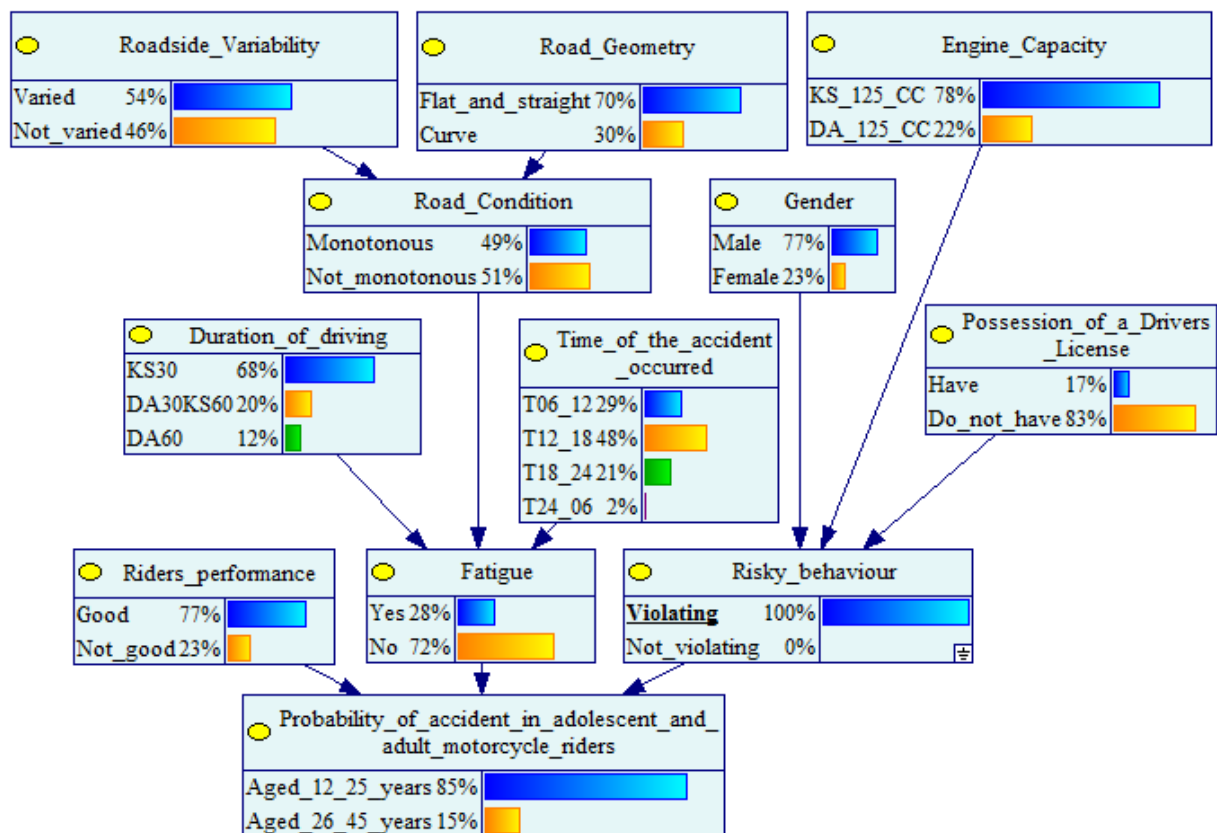 Roadside_Variability
Varied 54%
Not_varied 46%
Road_Geometry
Flat_and_straight 70%
Curve 30%
Engine_Capacity
KS_125_CC 78%
DA_125_CC 22%
Road_Condition
Monotonous 49%
Not_monotonous 51%
Gender
Male 77%
Female 23%
Duration_of_driving
KS30 68%
DA30KS60 20%
DA60 12%
Time_of_the_accident
_occurred
T06_12 29%
T12_18 48%
T18_24 21%
T24_06 2%
Possession_of_a_Drivers
_License
Have 17%
Do_not_have 83%
Riders_performance
Good 77%
Not_good 23%
Fatigue
Yes 28%
No 72%
Risky_behaviour
Violating 100%
Not_violating 0%
Probability_of_accident_in_adolescent_and_
adult_motorcycle_riders
Aged_12_25_years 85%
Aged_26_45_years 15%